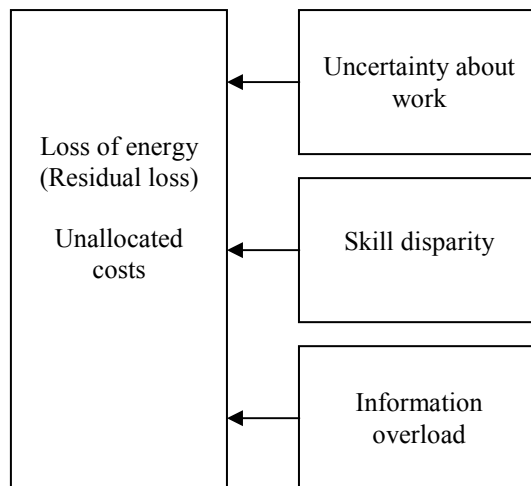 Loss of energy
(Residual loss)
Unallocated
costs
Uncertainty about
work
Skill disparity
Information
overload